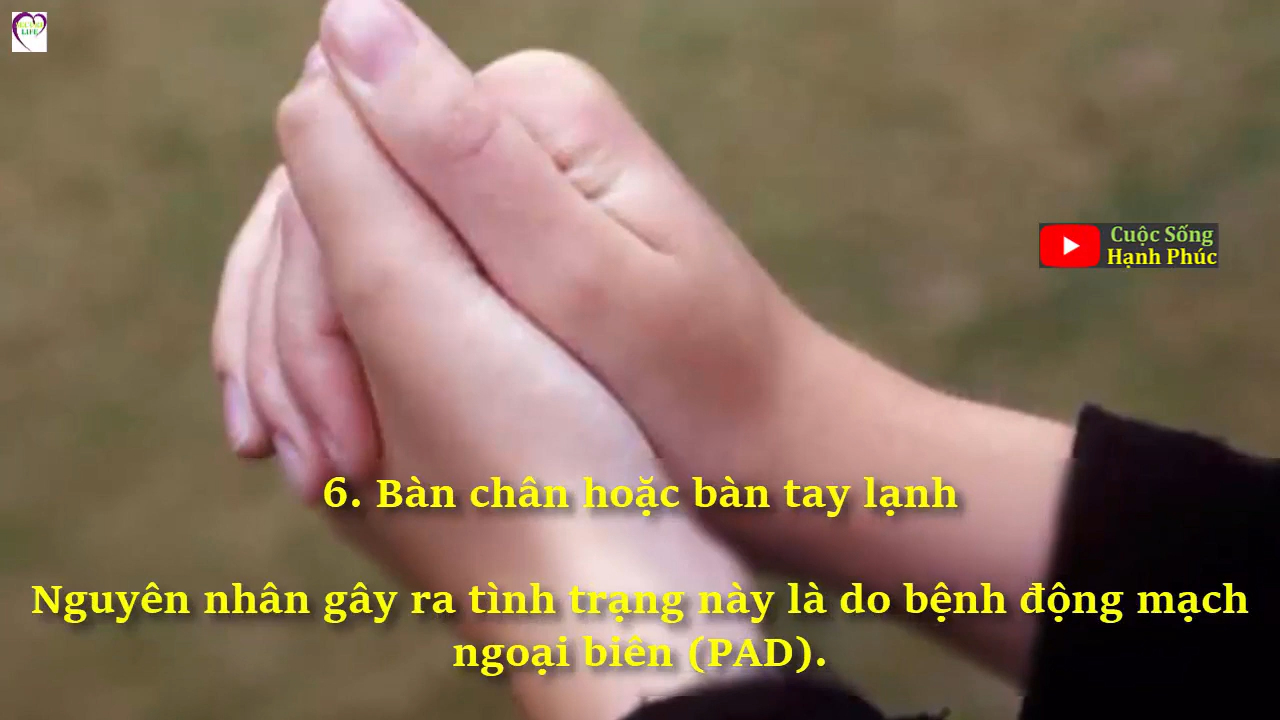 LIFE
Cuộc Sống
Hạnh Phúc
6. Bàn chân hoặc bàn tay lạnh
Nguyên nhân gây ra tình trạng này là do bệnh động mạch
ngoại biên (PAD).